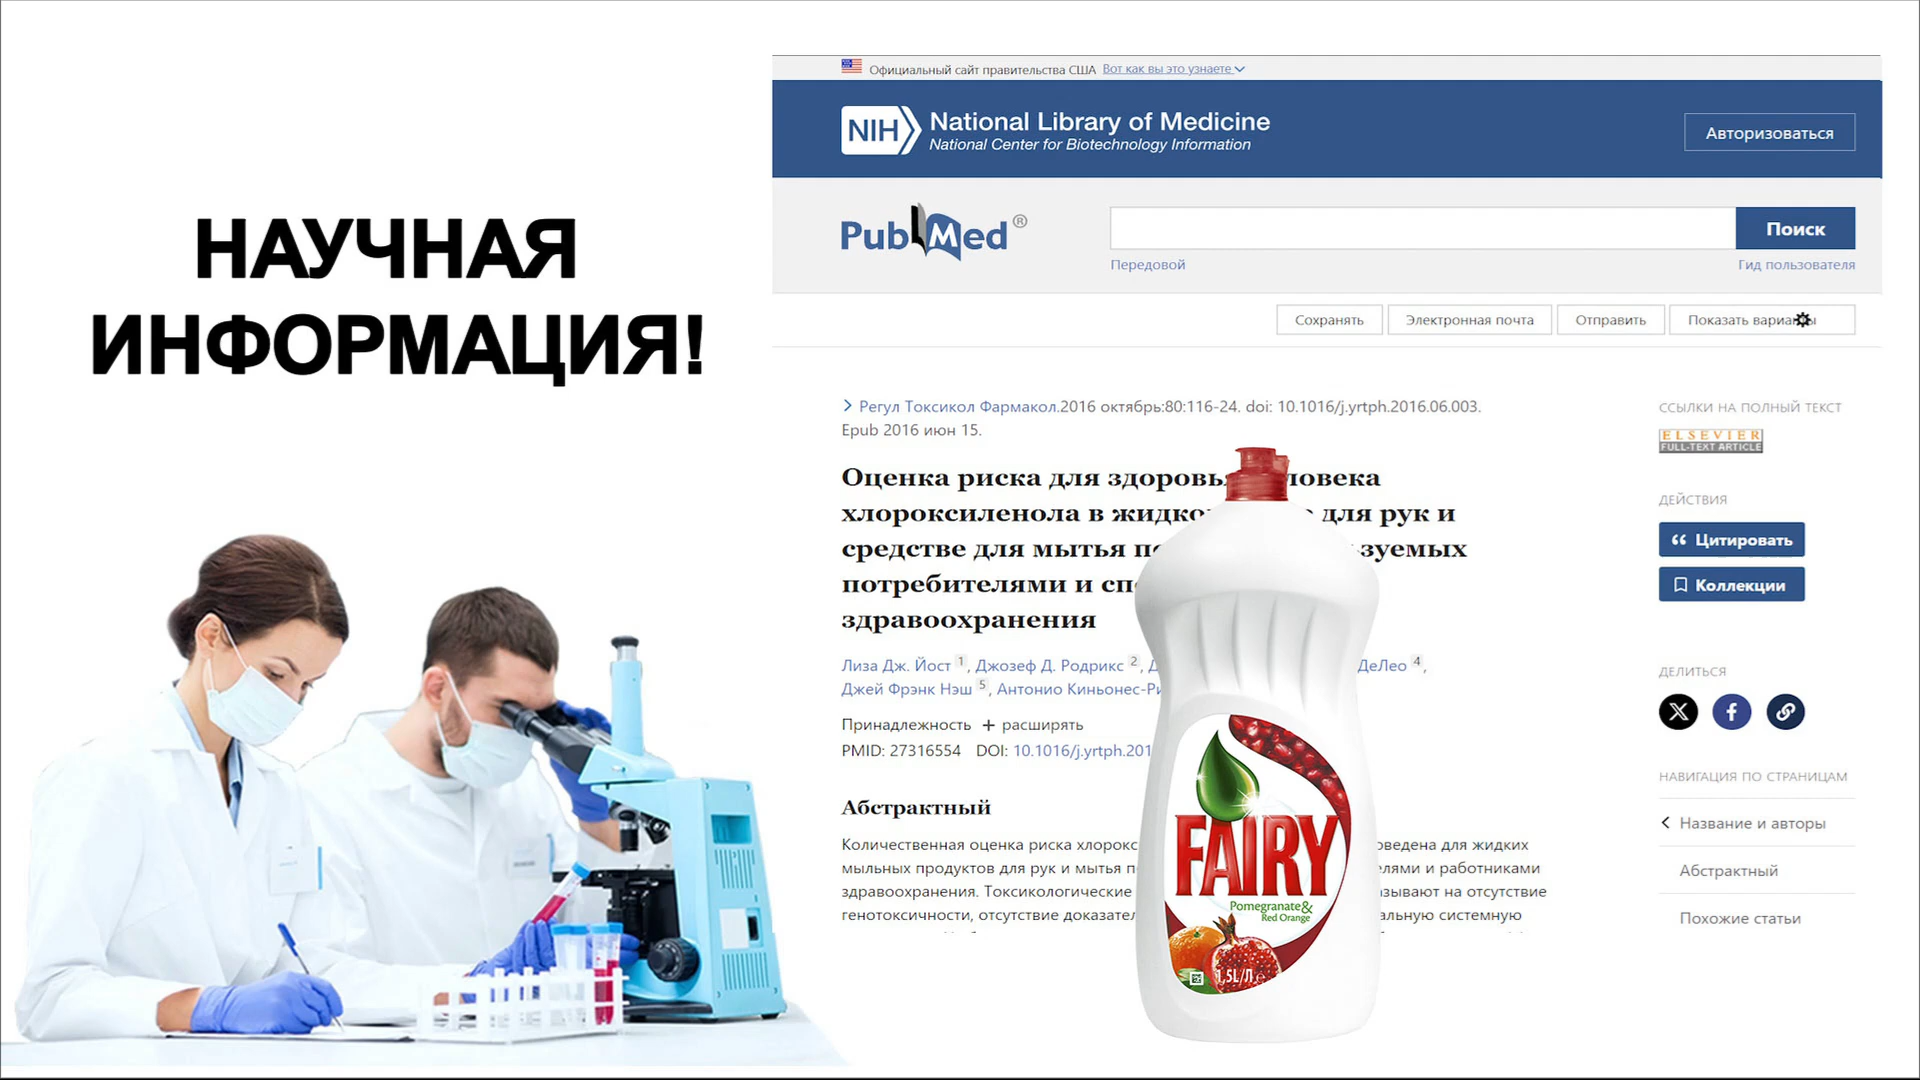 НАУЧНАЯ
ИНФОРМАЦИЯ!
Официальный сайт правительства США Вот как вы это узнаете
NIH National Library of Medicine
National Center for Biotechnology Information
Авторизоваться
PubMed®
Поиск
Передовой
Гид пользователя
Сохранять
Электронная почта
Отправить
Показать вариа
Регул Токсикол Фармакол.2016 октябрь:80:116-24. doi: 10.1016/j.yrtph.2016.06.003.
Epub 2016 июн 15.
Оценка риска для здоровь ловека
хлороксиленола в жидко для рук и
средстве для мытья по зуемых
потребителями и спе
здравоохранения
Лиза Дж. Йост 1, Джозеф Д. Родрикс 2, Д ДеЛео 4,
Джей Фрэнк Нэш 5, Антонио Киньонес-Ри
Принадлежность + расширять
PMID: 27316554 DOI: 10.1016/j.yrtph.201
Абстрактный
Количественная оценка риска хлорокс оведена для жидких
мыльных продуктов для рук и мытья п елями и работниками
здравоохранения. Токсикологические азывают на отсутствие
генотоксичности, отсутствие доказател альную системную
FAIRY
Pomegranate&
Red Orange
1,5L/Л e
ССЫЛКИ НА ПОЛНЫЙ ТЕКСТ
ELSEVIER
FULL-TEXT ARTICLE
ДЕЙСТВИЯ
Цитировать
Коллекции
ДЕЛИТЬСЯ
НАВИГАЦИЯ ПО СТРАНИЦАМ
Название и авторы
Абстрактный
Похожие статьи